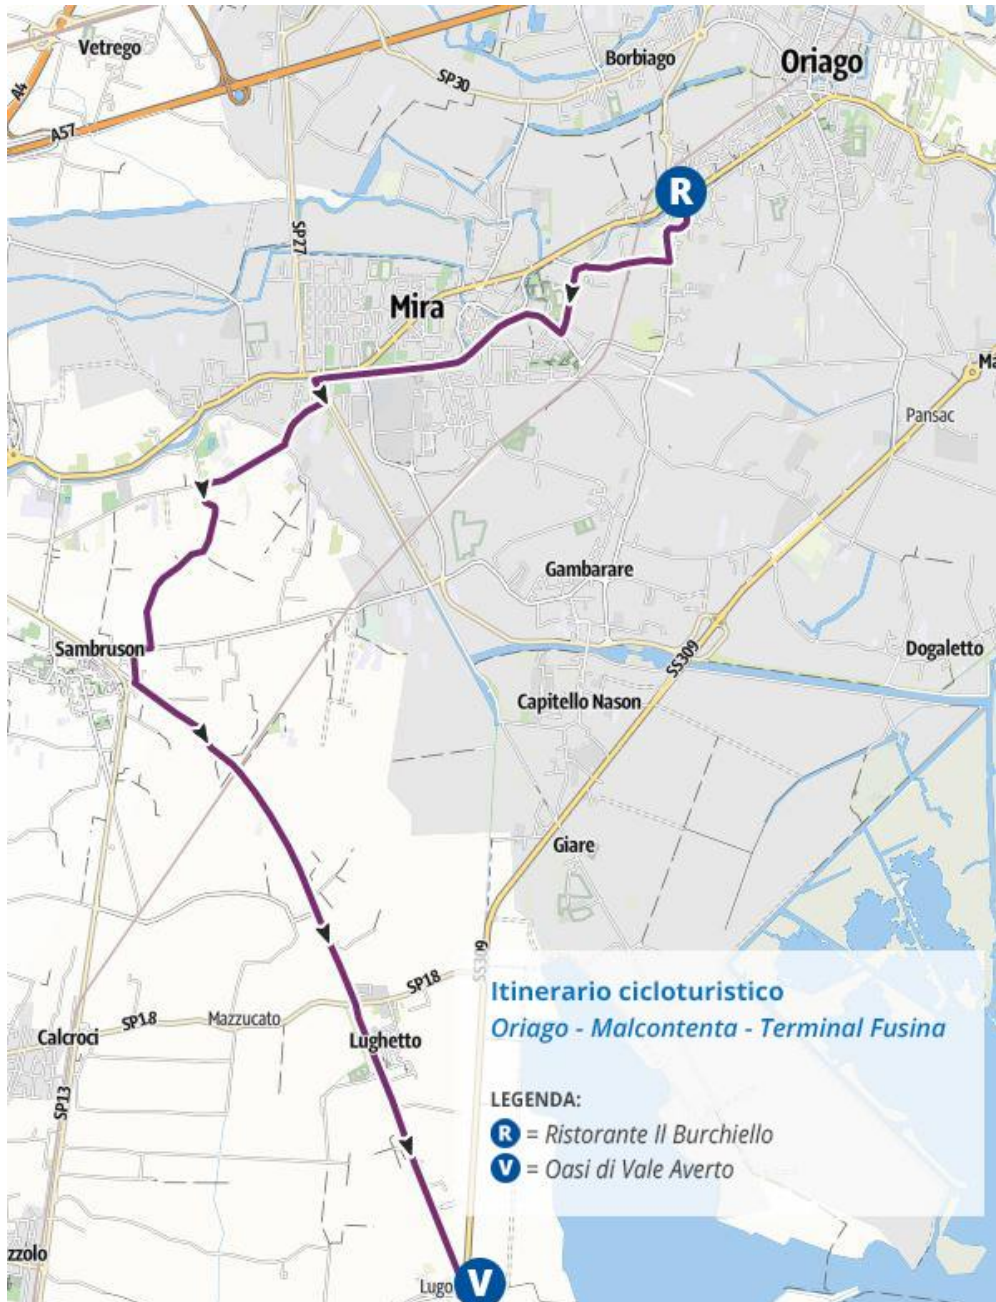 Vetrego
Borbiago
Oriago
SP30
A4
A57
R
SP27
Mira
Ma
Pansac
Gambarare
Sambruson
Dogaletto
SS309
Capitello Nason
Giare
SS309
SP18
Itinerario cicloturistico
Oriago - Malcontenta - Terminal Fusina
SP18
Mazzucato
Calcroci
Lughetto
LEGENDA:
SP13
R = Ristorante Il Burchiello
V = Oasi di Vale Averto
zzolo
Lugo
V